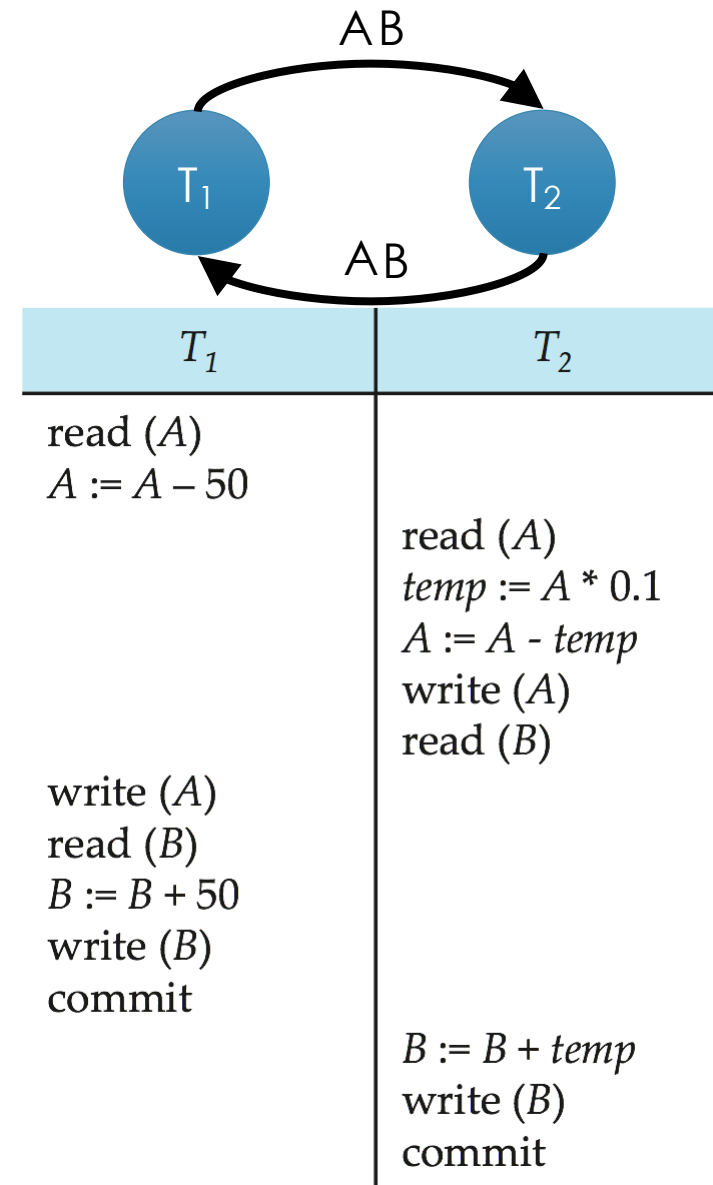 AB
T₁ T₂
AB
T₁ T₂
read (A)
A := A – 50
read (A)
temp := A * 0.1
A := A - temp
write (A)
read (B)
write (A)
read (B)
B := B + 50
write (B)
commit
B := B + temp
write (B)
commit